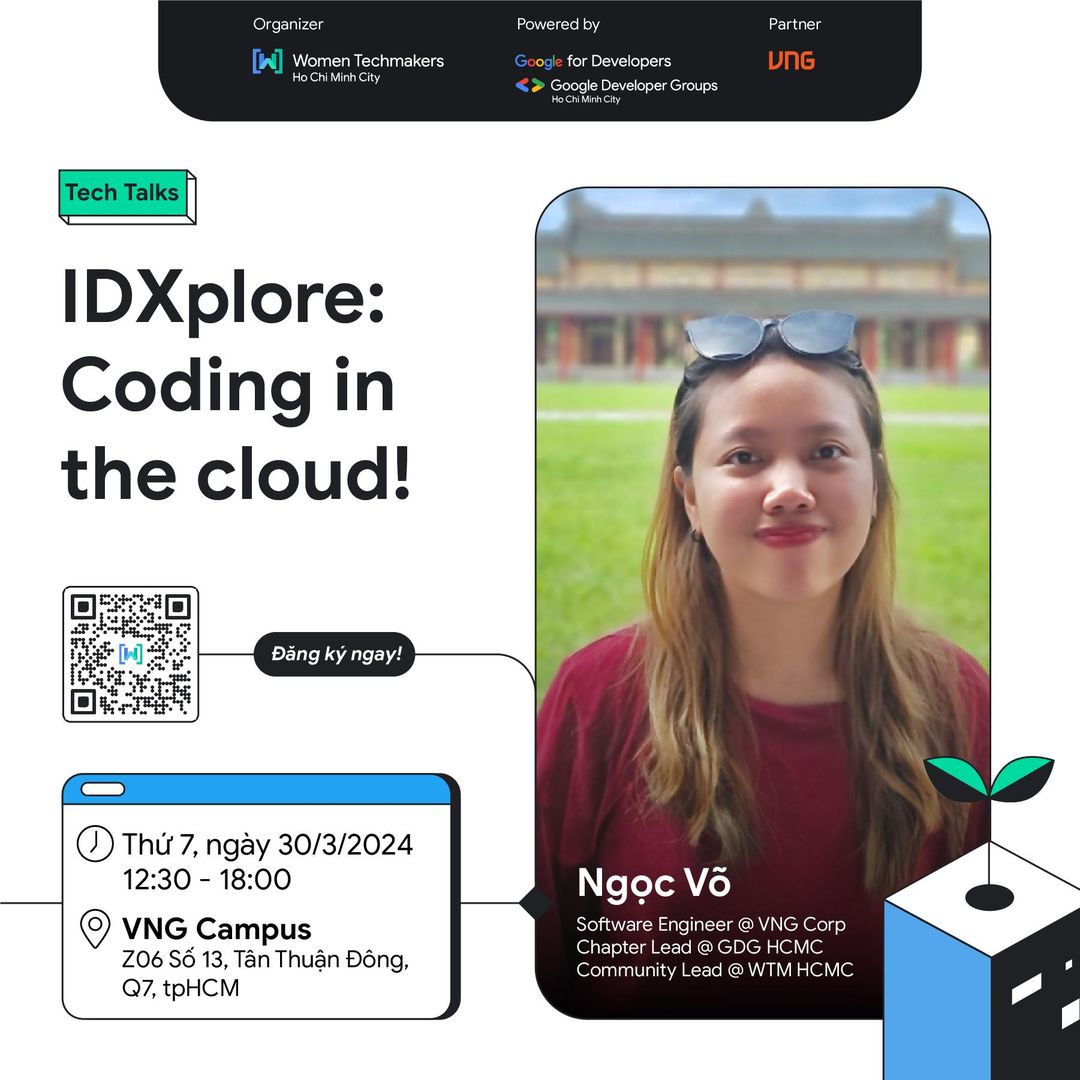 Organizer
Women Techmakers
Ho Chi Minh City
Powered by
Google for Developers
Google Developer Groups
Ho Chi Minh City
Partner
VNG
Tech Talks
IDXplore:
Coding in
the cloud!
Đăng ký ngay!
Thứ 7, ngày 30/3/2024
12:30 - 18:00
VNG Campus
Z06 Số 13, Tân Thuận Đông,
Q7, tpHCM
Ngọc Võ
Software Engineer @ VNG Corp
Chapter Lead @ GDG HCMC
Community Lead @ WTM HCMC